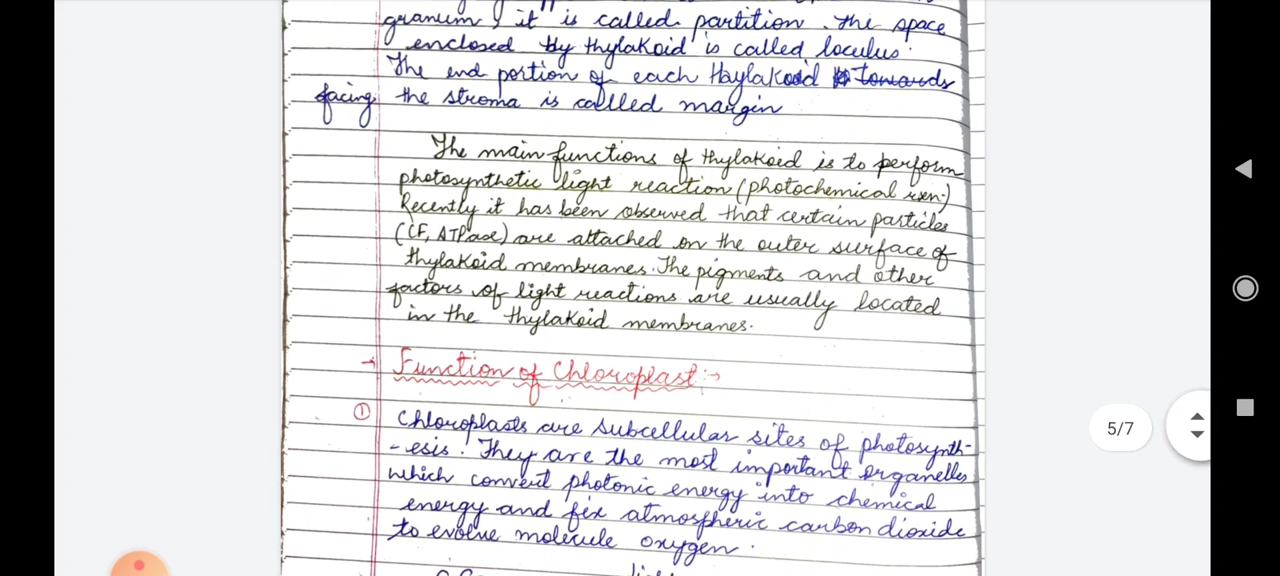 granum, it is called partition. The space
enclosed by thylakoid is called loculus.
The end portion of each Thylakoid towards
facing the stroma is called margin
The main functions of thylakoid is to perform
photosynthetic light reaction (photochemical rxn.)
Recently it has been observed that certain particles
(CF, ATPase) are attached on the outer surface of
thylakoid membranes. The pigments and other
factors of light reactions are usually located
in the thylakoid membranes.
→ Function of Chloroplast:→
① Chloroplasts are subcellular sites of photosynth-
-esis. They are the most important organelles
which convert photonic energy into chemical
energy and fix atmospheric carbon dioxide
to evolve molecule oxygen.
5/7